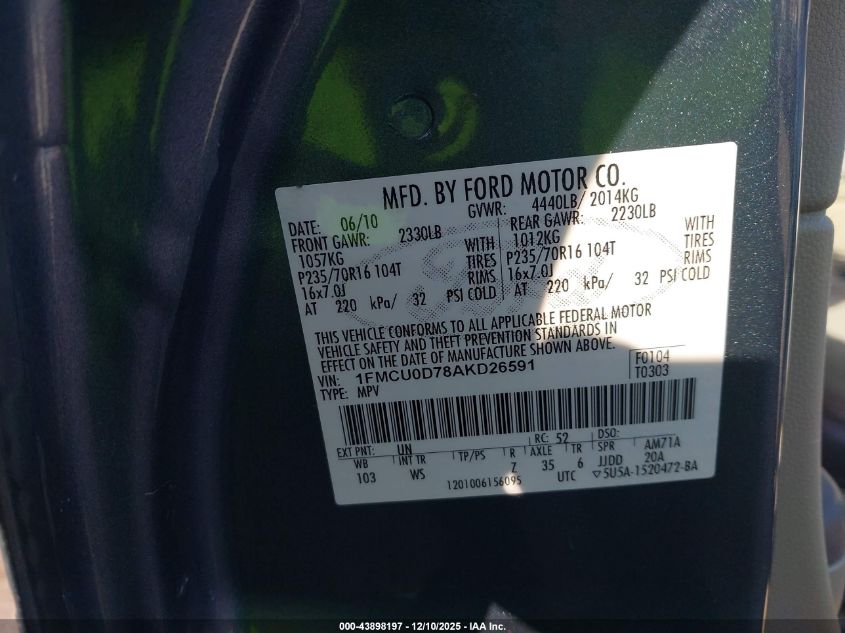 MFD. BY FORD MOTOR CO.
DATE: 06/10 GVWR: 4440LB/ 2014KG
FRONT GAWR: 2330LB REAR GAWR: 2230LB
1057KG WITH 1012KG WITH
P235/70R16 104T TIRES P235/70R16 104T TIRES
16x7.0J RIMS 16x7.0J RIMS
AT 220 kPa/ 32 PSI COLD AT 220 kPa/ 32 PSI COLD
THIS VEHICLE CONFORMS TO ALL APPLICABLE FEDERAL MOTOR
VEHICLE SAFETY AND THEFT PREVENTION STANDARDS IN
EFFECT ON THE DATE OF MANUFACTURE SHOWN ABOVE.
VIN: 1FMCU0D78AKD26591 F0104
TYPE: MPV T0303
EXT PNT: UN RC: 52 DSO:
WB INT TR TP/PS R AXLE TR SPR AM71A
103 WS 7 35 6 JJDD 20A
1201006156095 UTC ▽5U5A-1520472-BA
000-43898197 - 12/10/2025 - IAA Inc.